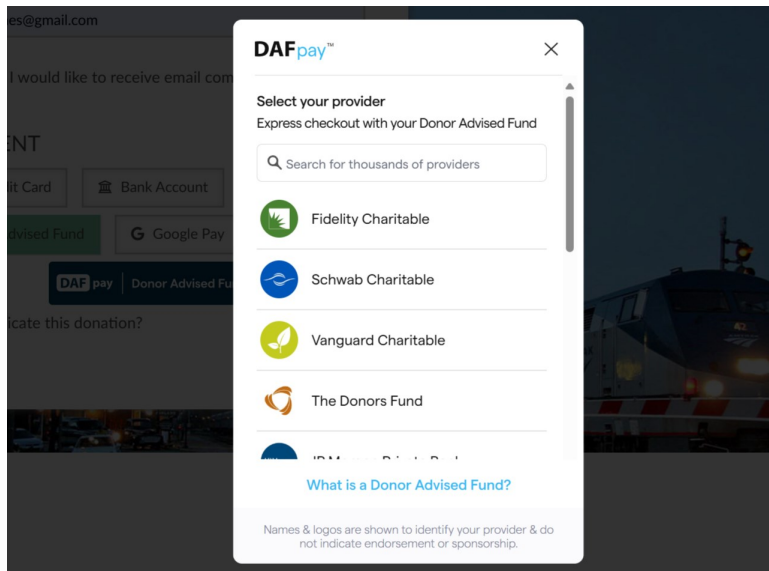 es@gmail.com
I would like to receive email com
ENT
dit Card
Bank Account
dvised Fund
G Google Pay
DAF pay | Donor Advised Fu
icate this donation?
DAFpay™
Select your provider
Express checkout with your Donor Advised Fund
Search for thousands of providers
Fidelity Charitable
Schwab Charitable
Vanguard Charitable
The Donors Fund
What is a Donor Advised Fund?
Names & logos are shown to identify your provider & do
not indicate endorsement or sponsorship.
42